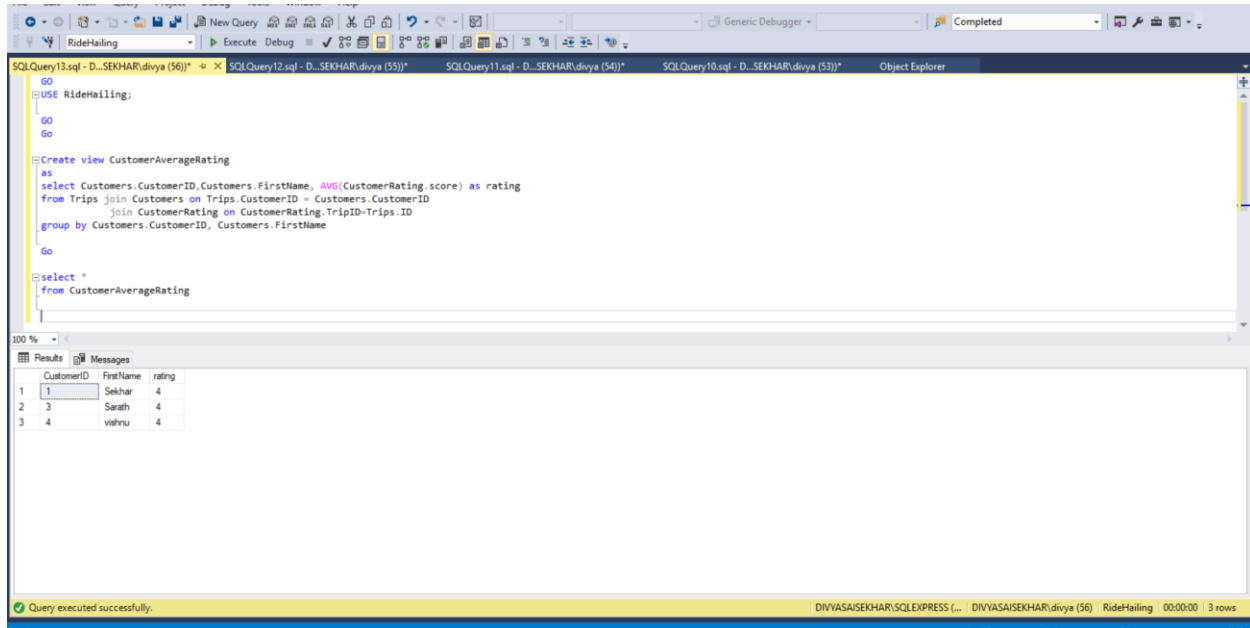 New Query
Generic Debugger
Completed
RideHailing
Execute Debug
SQLQuery13.sql - D...SEKHAR\divya (56))* SQLQuery12.sql - D...SEKHAR\divya (55))* SQLQuery11.sql - D...SEKHAR\divya (54))* SQLQuery10.sql - D...SEKHAR\divya (53))* Object Explorer
GO
USE RideHailing;
GO
Go
Create view CustomerAverageRating
as
select Customers.CustomerID,Customers.FirstName, AVG(CustomerRating.score) as rating
from Trips join Customers on Trips.CustomerID = Customers.CustomerID
join CustomerRating on CustomerRating.TripID=Trips.ID
group by Customers.CustomerID, Customers.FirstName
Go
select *
from CustomerAverageRating
100 %
Results Messages
CustomerID FirstName rating
1 1 Sekhar 4
2 3 Sarath 4
3 4 vishnu 4
Query executed successfully. DIVYASAISEKHAR\SQLEXPRESS (... DIVYASAISEKHAR\divya (56) RideHailing 00:00:00 3 rows